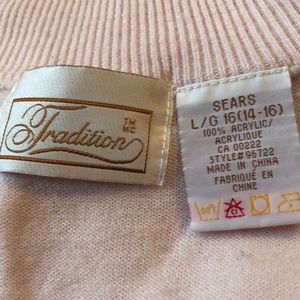 Tradition
TM
MC
SEARS
L/G 16(14-16)
100% ACRYLIC/
ACRYLIQUE
CA 00222
STYLE#96722
MADE IN CHINA
FABRIQUÉ EN
CHINE